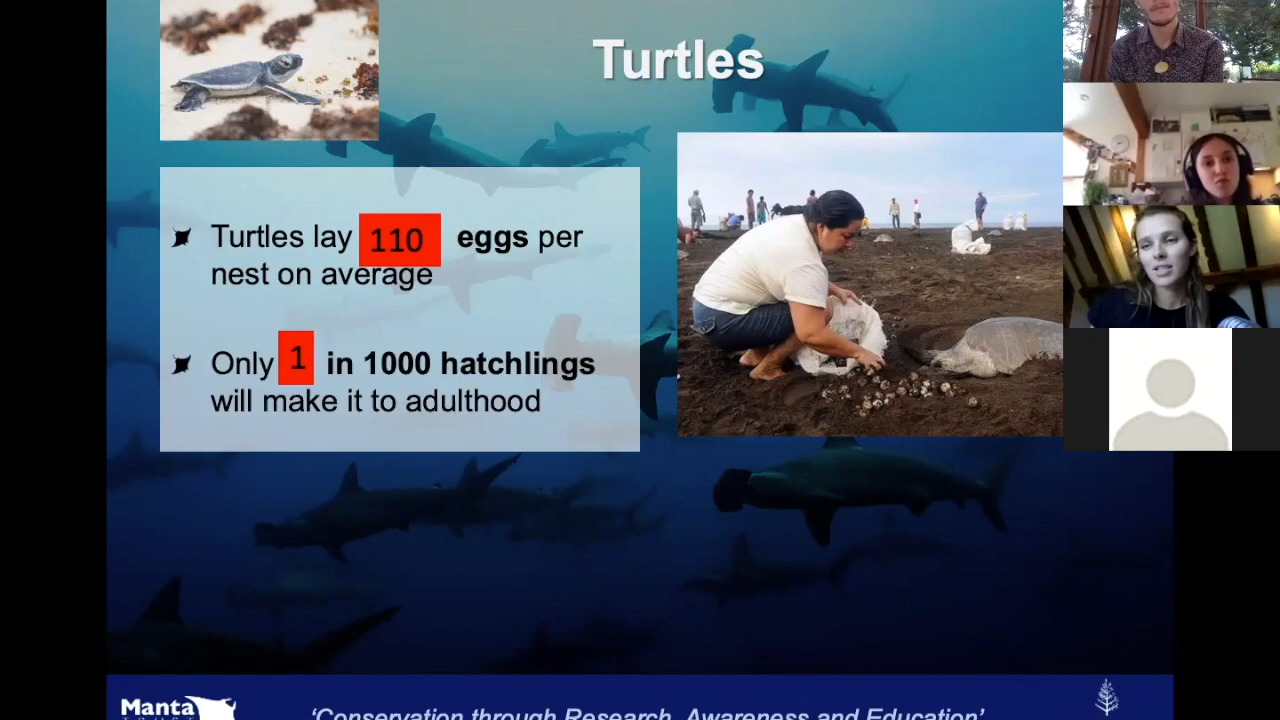 Turtles
Turtles lay 110 eggs per
nest on average
Only 1 in 1000 hatchlings
will make it to adulthood
Manta
TRUST
'Conservation through Research, Awareness and Education'